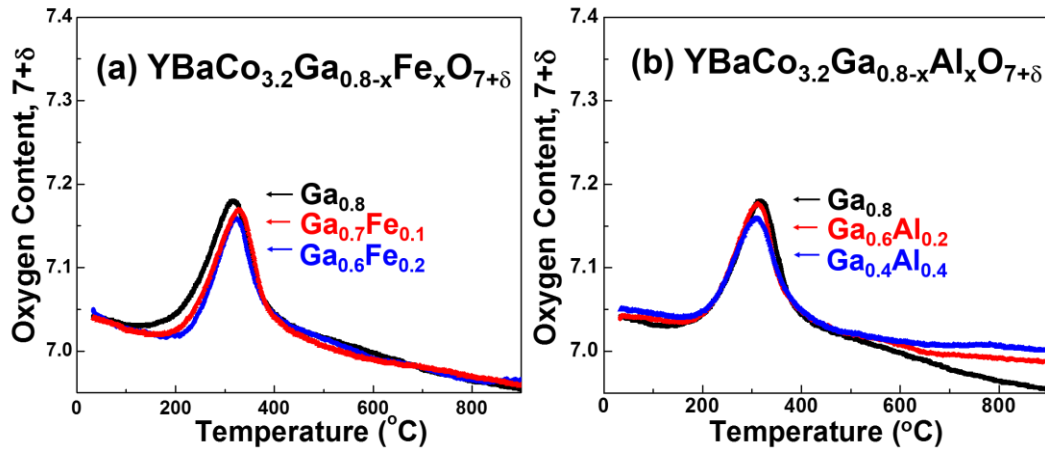 (a) YBaCo₃.₂Ga₀.₈₋ₓFeₓO₇₊δ
Oxygen Content, 7+δ
7.4
7.3
7.2
7.1
7.0
Ga₀.₈
Ga₀.₇Fe₀.₁
Ga₀.₆Fe₀.₂
0 200 400 600 800
Temperature (°C)
(b) YBaCo₃.₂Ga₀.₈₋ₓAlₓO₇₊δ
Oxygen Content, 7+δ
7.4
7.3
7.2
7.1
7.0
Ga₀.₈
Ga₀.₆Al₀.₂
Ga₀.₄Al₀.₄
0 200 400 600 800
Temperature (°C)